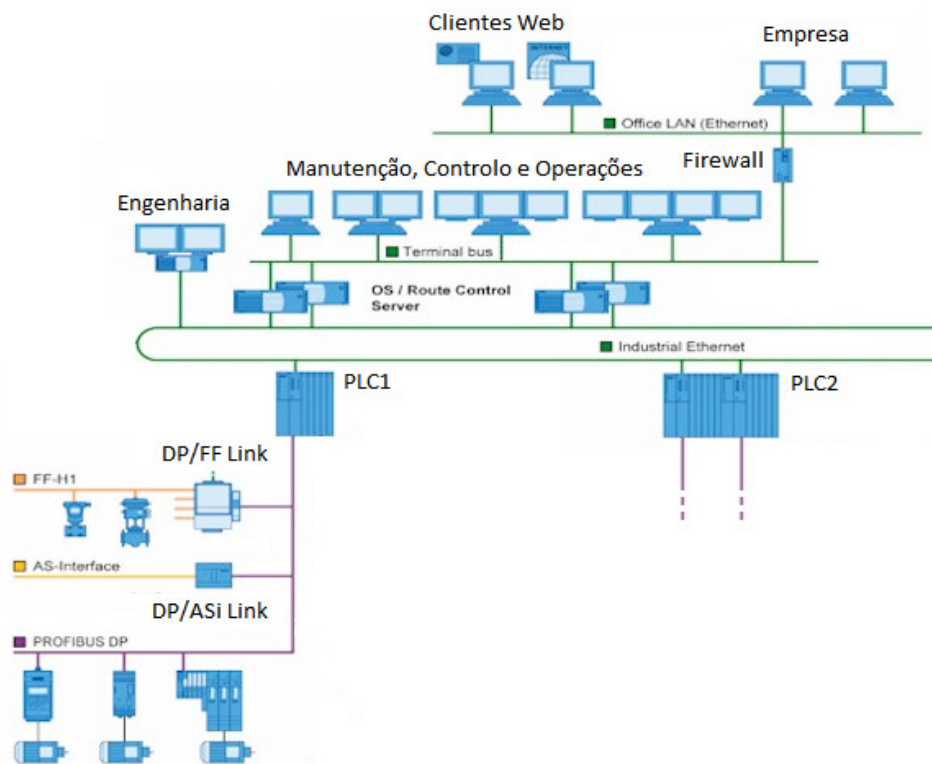 Clientes Web
Empresa
INTERNET
Office LAN (Ethernet)
Firewall
Manutenção, Controlo e Operações
Engenharia
Terminal bus
OS / Route Control
Server
Industrial Ethernet
PLC1
PLC2
DP/FF Link
FF-H1
AS-Interface
DP/ASi Link
PROFIBUS DP